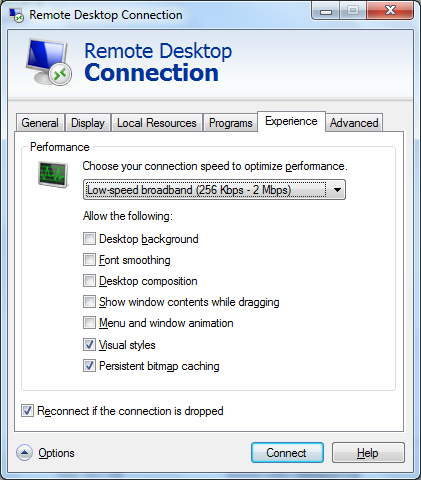 Remote Desktop Connection
Remote Desktop
Connection
General Display Local Resources Programs Experience Advanced
Performance
Choose your connection speed to optimize performance.
Low-speed broadband (256 Kbps - 2 Mbps)
Allow the following:
Desktop background
Font smoothing
Desktop composition
Show window contents while dragging
Menu and window animation
Visual styles
Persistent bitmap caching
Reconnect if the connection is dropped
Options Connect Help